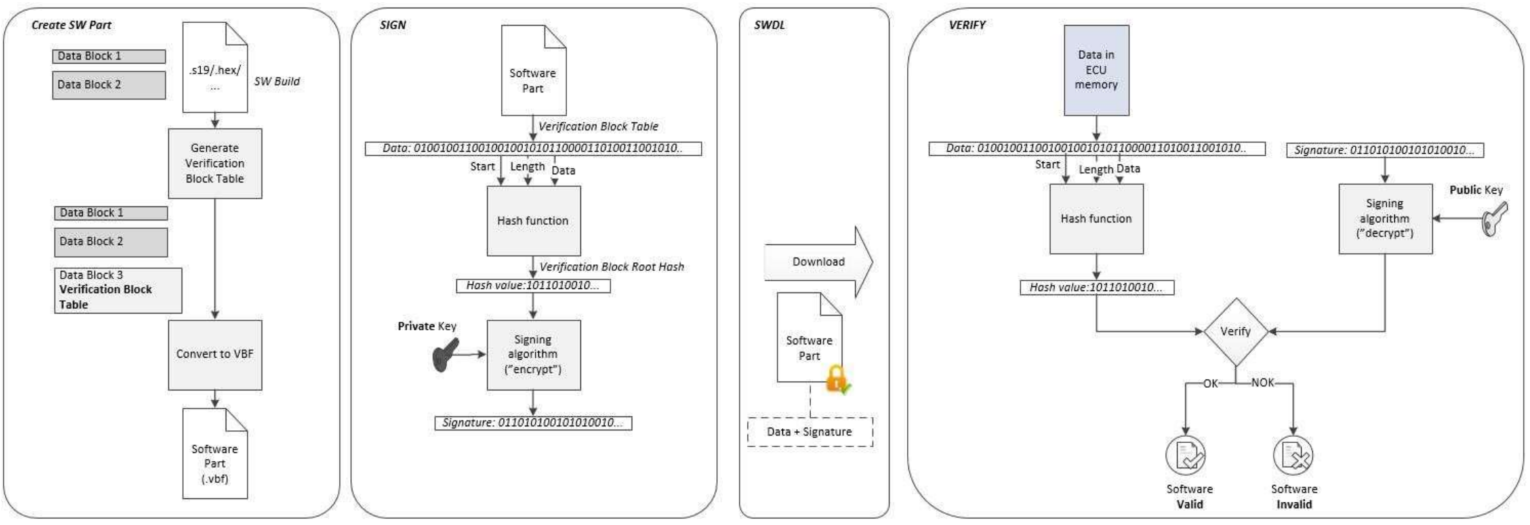 Create SW Part
Data Block 1
Data Block 2
.s19/.hex/
...
SW Build
Generate
Verification
Block Table
Data Block 1
Data Block 2
Data Block 3
Verification Block
Table
Convert to VBF
Software
Part
(.vbf)
SIGN
Software
Part
Verification Block Table
Data: 010010011001001001010110000110100110010 10..
Start
Length
Data
Hash function
Verification Block Root Hash
Hash value:1011010010...
Private Key
Signing
algorithm
("encrypt")
Signature: 011010100101010010...
SWDL
Download
Software
Part
Data + Signature
VERIFY
Data in
ECU
memory
Data: 01001001100100100101011000011010011001010..
Start
Length
Data
Signature: 011010100101010010...
Hash function
Signing
algorithm
("decrypt")
Public Key
Hash value:1011010010...
Verify
OK
NOK
Software
Valid
Software
Invalid